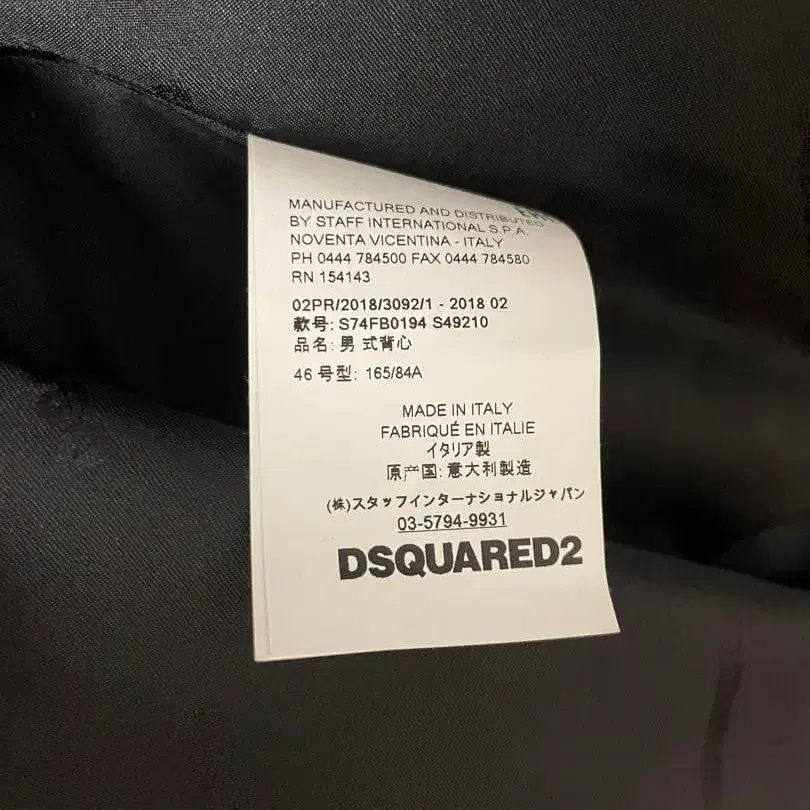 MANUFACTURED AND DISTRIBUTED
BY STAFF INTERNATIONAL S.P.A.
NOVENTA VICENTINA - ITALY
PH 0444 784500 FAX 0444 784580
RN 154143
02PR/2018/3092/1 - 2018 02
款号: S74FB0194 S49210
品名: 男 式背心
46 号型: 165/84A
MADE IN ITALY
FABRIQUÉ EN ITALIE
イタリア製
原产国: 意大利製造
(株)スタッフインターナショナルジャパン
03-5794-9931
DSQUARED2